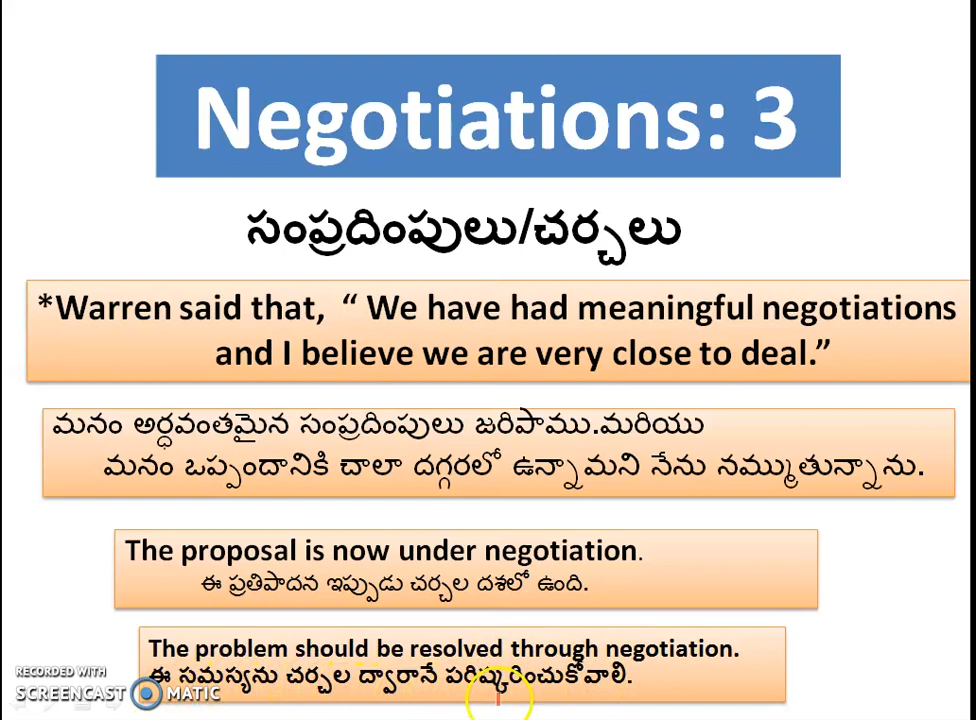 Negotiations: 3
సంప్రదింపులు/చర్చలు
*Warren said that, “ We have had meaningful negotiations
and I believe we are very close to deal.”
మనం అర్ధవంతమైన సంప్రదింపులు జరిపాము.మరియు
మనం ఒప్పందానికి చాలా దగ్గరలో ఉన్నామని నేను నమ్ముతున్నాను.
The proposal is now under negotiation.
ఈ ప్రతిపాదన ఇప్పుడు చర్చల దశలో ఉంది.
The problem should be resolved through negotiation.
ఈ సమస్యను చర్చల ద్వారానే పరిష్కరించుకోవాలి.
RECORDED WITH
SCREENCAST MATIC